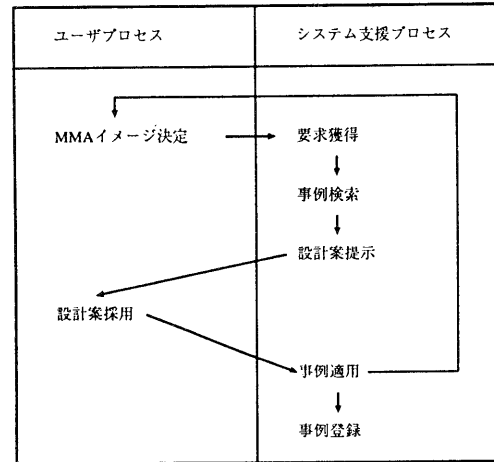 ユーザプロセス
システム支援プロセス
MMAイメージ決定
要求獲得
事例検索
設計案提示
設計案採用
事例適用
事例登録